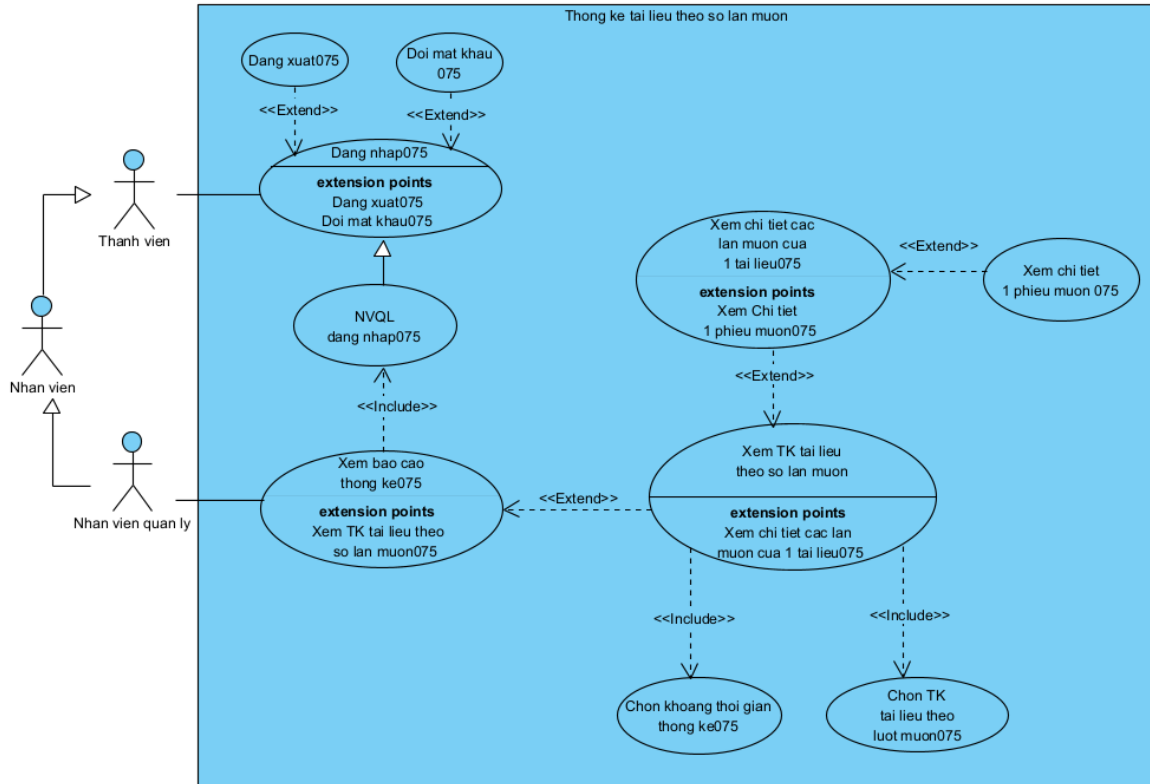 Thong ke tai lieu theo so lan muon
Dang xuat075
Doi mat khau
075
<<Extend>>
<<Extend>>
Dang nhap075
extension points
Dang xuat075
Doi mat khau075
Thanh vien
NVQL
dang nhap075
Nhan vien
<<Include>>
Xem chi tiet cac
lan muon cua
1 tai lieu075
extension points
Xem Chi tiet
1 phieu muon075
<<Extend>>
Xem chi tiet
1 phieu muon 075
<<Extend>>
Nhan vien quan ly
Xem bao cao
thong ke075
extension points
Xem TK tai lieu theo
so lan muon075
<<Extend>>
Xem TK tai lieu
theo so lan muon
extension points
Xem chi tiet cac lan
muon cua 1 tai lieu075
<<Include>>
<<Include>>
Chon khoang thoi gian
thong ke075
Chon TK
tai lieu theo
luot muon075